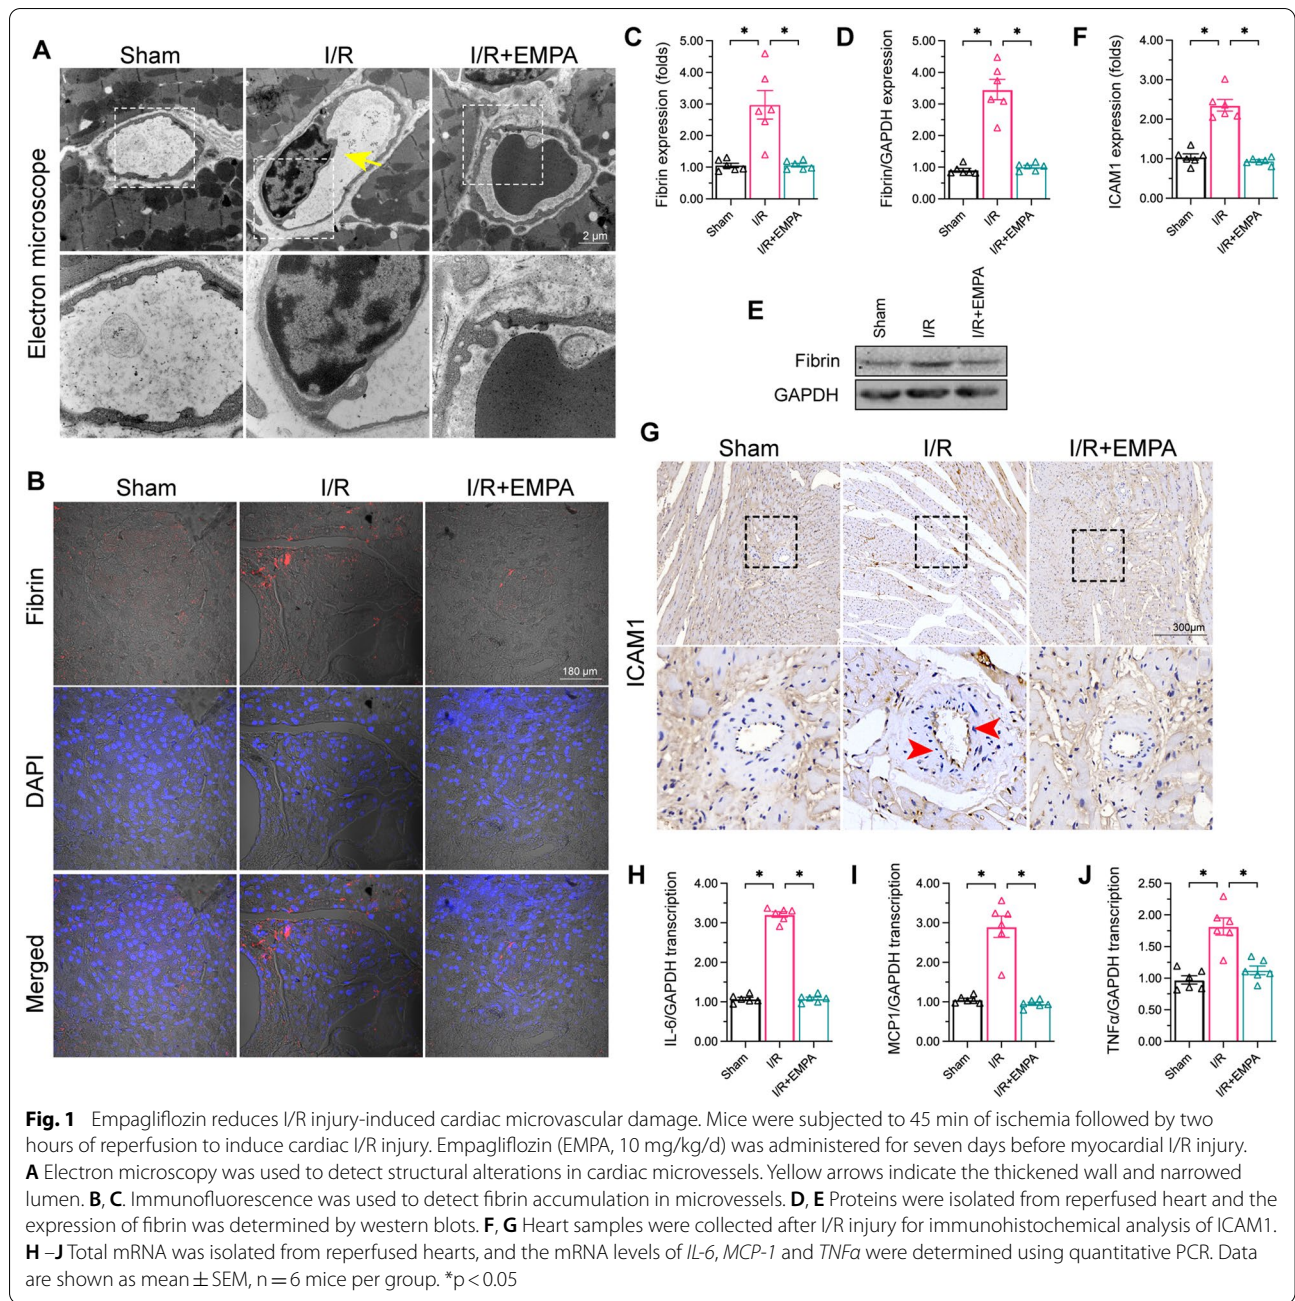 A
Sham
I/R
I/R+EMPA
Electron microscope
2 µm
B
Sham
I/R
I/R+EMPA
Fibrin
180 µm
DAPI
Merged
C
Fibrin (folds)
5.00
4.00
3.00
2.00
1.00
0.00
* *
Sham
I/R
I/R+EMPA
D
Fibrin/GAPDH expression
5.00
4.00
3.00
2.00
1.00
0.00
* *
Sham
I/R
I/R+EMPA
F
ICAM1 expression (folds)
4.00
3.00
2.00
1.00
0.00
* *
Sham
I/R
I/R+EMPA
E
Sham
I/R
I/R+EMPA
Fibrin
GAPDH
G
Sham
I/R
I/R+EMPA
ICAM1
300µm
H
IL-6/GAPDH transcription
4.00
3.00
2.00
1.00
0.00
* *
Sham
I/R
I/R+EMPA
I
MCP1/GAPDH transcription
4.00
3.00
2.00
1.00
0.00
* *
Sham
I/R
I/R+EMPA
J
TNFα/GAPDH transcription
2.50
2.00
1.50
1.00
0.50
0.00
* *
Sham
I/R
I/R+EMPA
Fig. 1 Empagliflozin reduces I/R injury-induced cardiac microvascular damage. Mice were subjected to 45 min of ischemia followed by two
hours of reperfusion to induce cardiac I/R injury. Empagliflozin (EMPA, 10 mg/kg/d) was administered for seven days before myocardial I/R injury.
A Electron microscopy was used to detect structural alterations in cardiac microvessels. Yellow arrows indicate the thickened wall and narrowed
lumen. B, C. Immunofluorescence was used to detect fibrin accumulation in microvessels. D, E Proteins were isolated from reperfused heart and the
expression of fibrin was determined by western blots. F, G Heart samples were collected after I/R injury for immunohistochemical analysis of ICAM1.
H –J Total mRNA was isolated from reperfused hearts, and the mRNA levels of IL-6, MCP-1 and TNFα were determined using quantitative PCR. Data
are shown as mean ± SEM, n = 6 mice per group. *p < 0.05